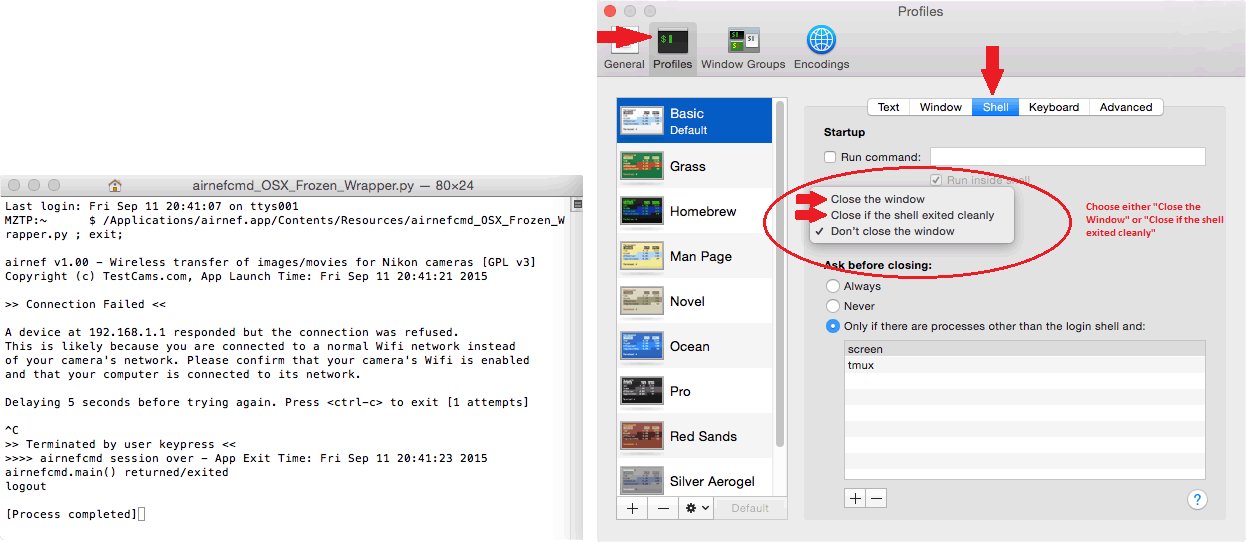 airnefcmd_OSX_Frozen_Wrapper.py — 80×24
Last login: Fri Sep 11 20:41:07 on ttys001
MZTP:~      $ /Applications/airnef.app/Contents/Resources/airnefcmd_OSX_Frozen_W
rapper.py ; exit;
airnef v1.00 - Wireless transfer of images/movies for Nikon cameras [GPL v3]
Copyright (c) TestCams.com, App Launch Time: Fri Sep 11 20:41:21 2015
>> Connection Failed <<
A device at 192.168.1.1 responded but the connection was refused.
This is likely because you are connected to a normal Wifi network instead
of your camera's network. Please confirm that your camera's Wifi is enabled
and that your computer is connected to its network.
Delaying 5 seconds before trying again. Press <ctrl-c> to exit [1 attempts]
^C
>> Terminated by user keypress <<
>>>> airnefcmd session over - App Exit Time: Fri Sep 11 20:41:23 2015
airnefcmd.main() returned/exited
logout
[Process completed]
Profiles
General Profiles Window Groups Encodings
Basic
Default
Grass
Homebrew
Man Page
Novel
Ocean
Pro
Red Sands
Silver Aerogel
Default
Text Window Shell Keyboard Advanced
Startup
Run command:
Run inside shell
Close the window
Close if the shell exited cleanly
✓ Don't close the window
Choose either "Close the
Window" or "Close if the shell
exited cleanly"
Ask before closing:
Always
Never
Only if there are processes other than the login shell and:
screen
tmux